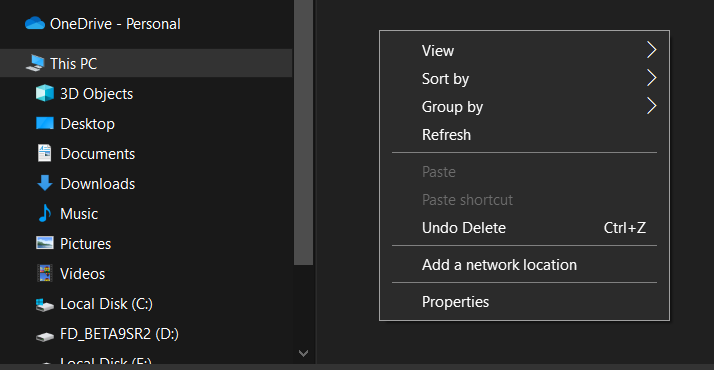 OneDrive - Personal
This PC
3D Objects
Desktop
Documents
Downloads
Music
Pictures
Videos
Local Disk (C:)
FD_BETA9SR2 (D:)
Local Disk (E:)
View
Sort by
Group by
Refresh
Paste
Paste shortcut
Undo Delete Ctrl+Z
Add a network location
Properties